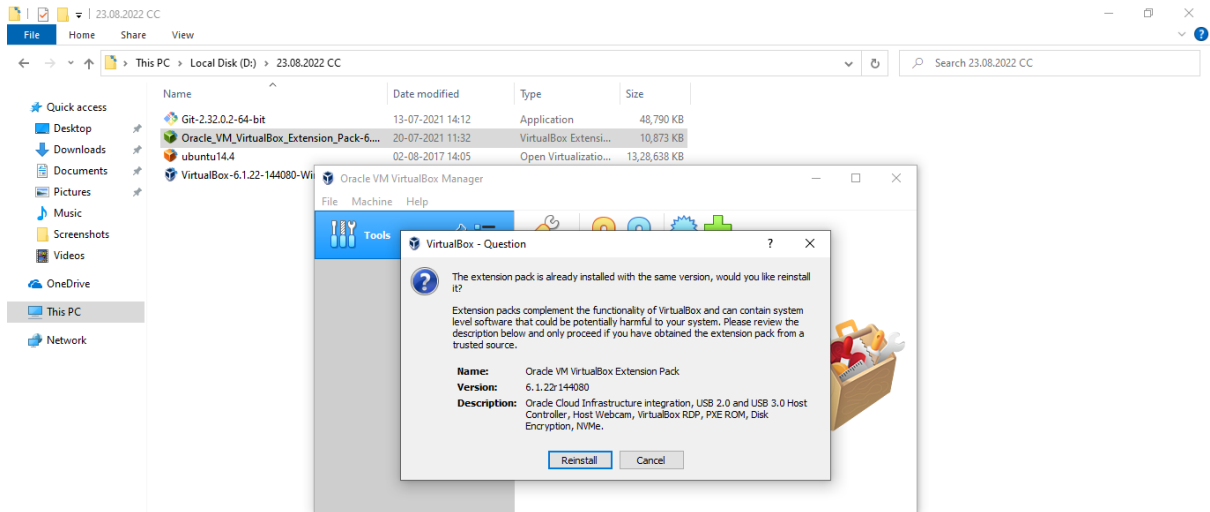 23.08.2022 CC
File Home Share View
This PC > Local Disk (D:) > 23.08.2022 CC
Search 23.08.2022 CC
Name Date modified Type Size
Quick access
Desktop
Downloads
Documents
Pictures
Music
Screenshots
Videos
OneDrive
This PC
Network
Git-2.32.0.2-64-bit 13-07-2021 14:12 Application 48,790 KB
Oracle_VM_VirtualBox_Extension_Pack-6.... 20-07-2021 11:32 VirtualBox Extensi... 10,873 KB
ubuntu14.4 02-08-2017 14:05 Open Virtualizatio... 13,28,638 KB
VirtualBox-6.1.22-144080-Wi
Oracle VM VirtualBox Manager
File Machine Help
Tools
VirtualBox - Question
The extension pack is already installed with the same version, would you like reinstall
it?
Extension packs complement the functionality of VirtualBox and can contain system
level software that could be potentially harmful to your system. Please review the
description below and only proceed if you have obtained the extension pack from a
trusted source.
Name: Oracle VM VirtualBox Extension Pack
Version: 6.1.22r144080
Description: Oracle Cloud Infrastructure integration, USB 2.0 and USB 3.0 Host
Controller, Host Webcam, VirtualBox RDP, PXE ROM, Disk
Encryption, NVMe.
Reinstall Cancel